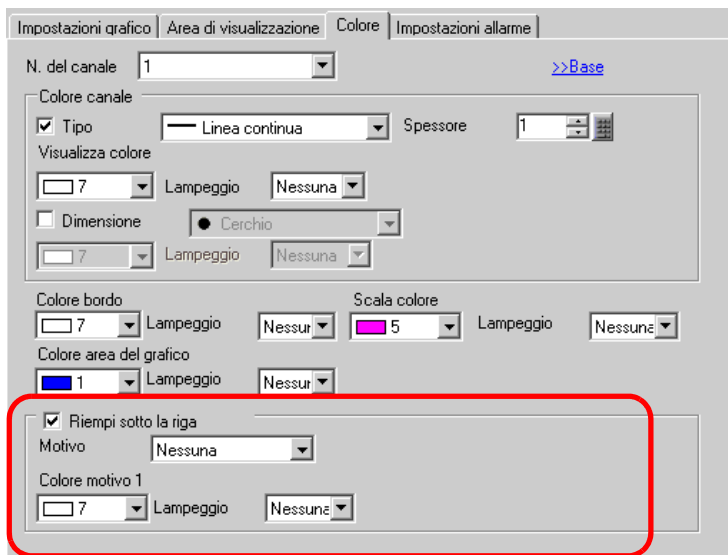 Impostazioni grafico Area di visualizzazione Colore Impostazioni allarme
N. del canale 1 >>Base
Colore canale
Tipo Linea continua Spessore 1
Visualizza colore
7 Lampeggio Nessuna
Dimensione Cerchio
7 Lampeggio Nessuna
Colore bordo Scala colore
7 Lampeggio Nessur 5 Lampeggio Nessuna
Colore area del grafico
1 Lampeggio Nessur
Riempi sotto la riga
Motivo Nessuna
Colore motivo 1
7 Lampeggio Nessuna